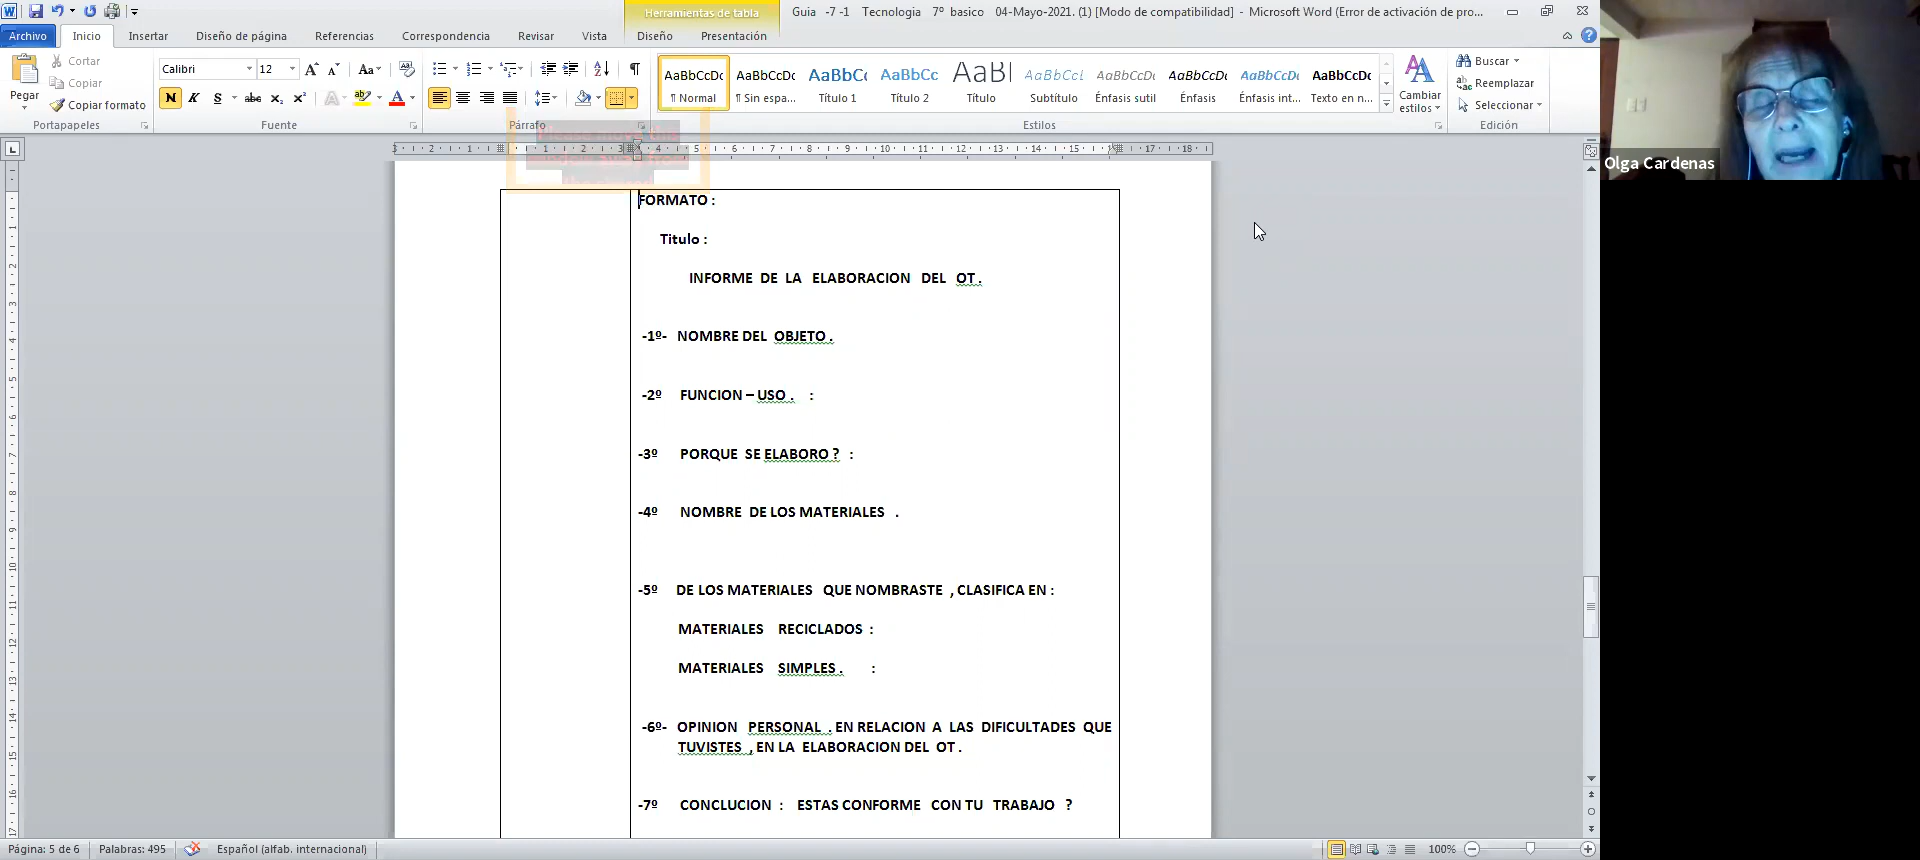 Herramientas de tabla
Guia -7 -1 Tecnologia 7º basico 04-Mayo-2021. (1) [Modo de compatibilidad] - Microsoft Word (Error de activación de pro...
Archivo Inicio Insertar Diseño de página Referencias Correspondencia Revisar Vista Diseño Presentación
Pegar
Cortar
Copiar
Copiar formato
Portapapeles
Calibri 12
Fuente
Párrafo
AaBbCcDc AaBbCcDc AaBbC AaBbCc AaB AaBbCcL AaBbCcDc AaBbCcDc AaBbCcDc AaBbCcDc
¶ Normal ¶ Sin espa... Título 1 Título 2 Título Subtítulo Énfasis sutil Énfasis Énfasis int... Texto en n...
Estilos
Cambiar
estilos
Buscar
Reemplazar
Seleccionar
Edición
Olga Cardenas
FORMATO :
Titulo :
INFORME DE LA ELABORACION DEL OT .
-1º- NOMBRE DEL OBJETO .
-2º FUNCION – USO . :
-3º PORQUE SE ELABORO ? :
-4º NOMBRE DE LOS MATERIALES .
-5º DE LOS MATERIALES QUE NOMBRASTE , CLASIFICA EN :
MATERIALES RECICLADOS :
MATERIALES SIMPLES . :
-6º- OPINION PERSONAL . EN RELACION A LAS DIFICULTADES QUE
TUVISTES , EN LA ELABORACION DEL OT .
-7º CONCLUCION : ESTAS CONFORME CON TU TRABAJO ?
Página: 5 de 6 Palabras: 495 Español (alfab. internacional) 100%